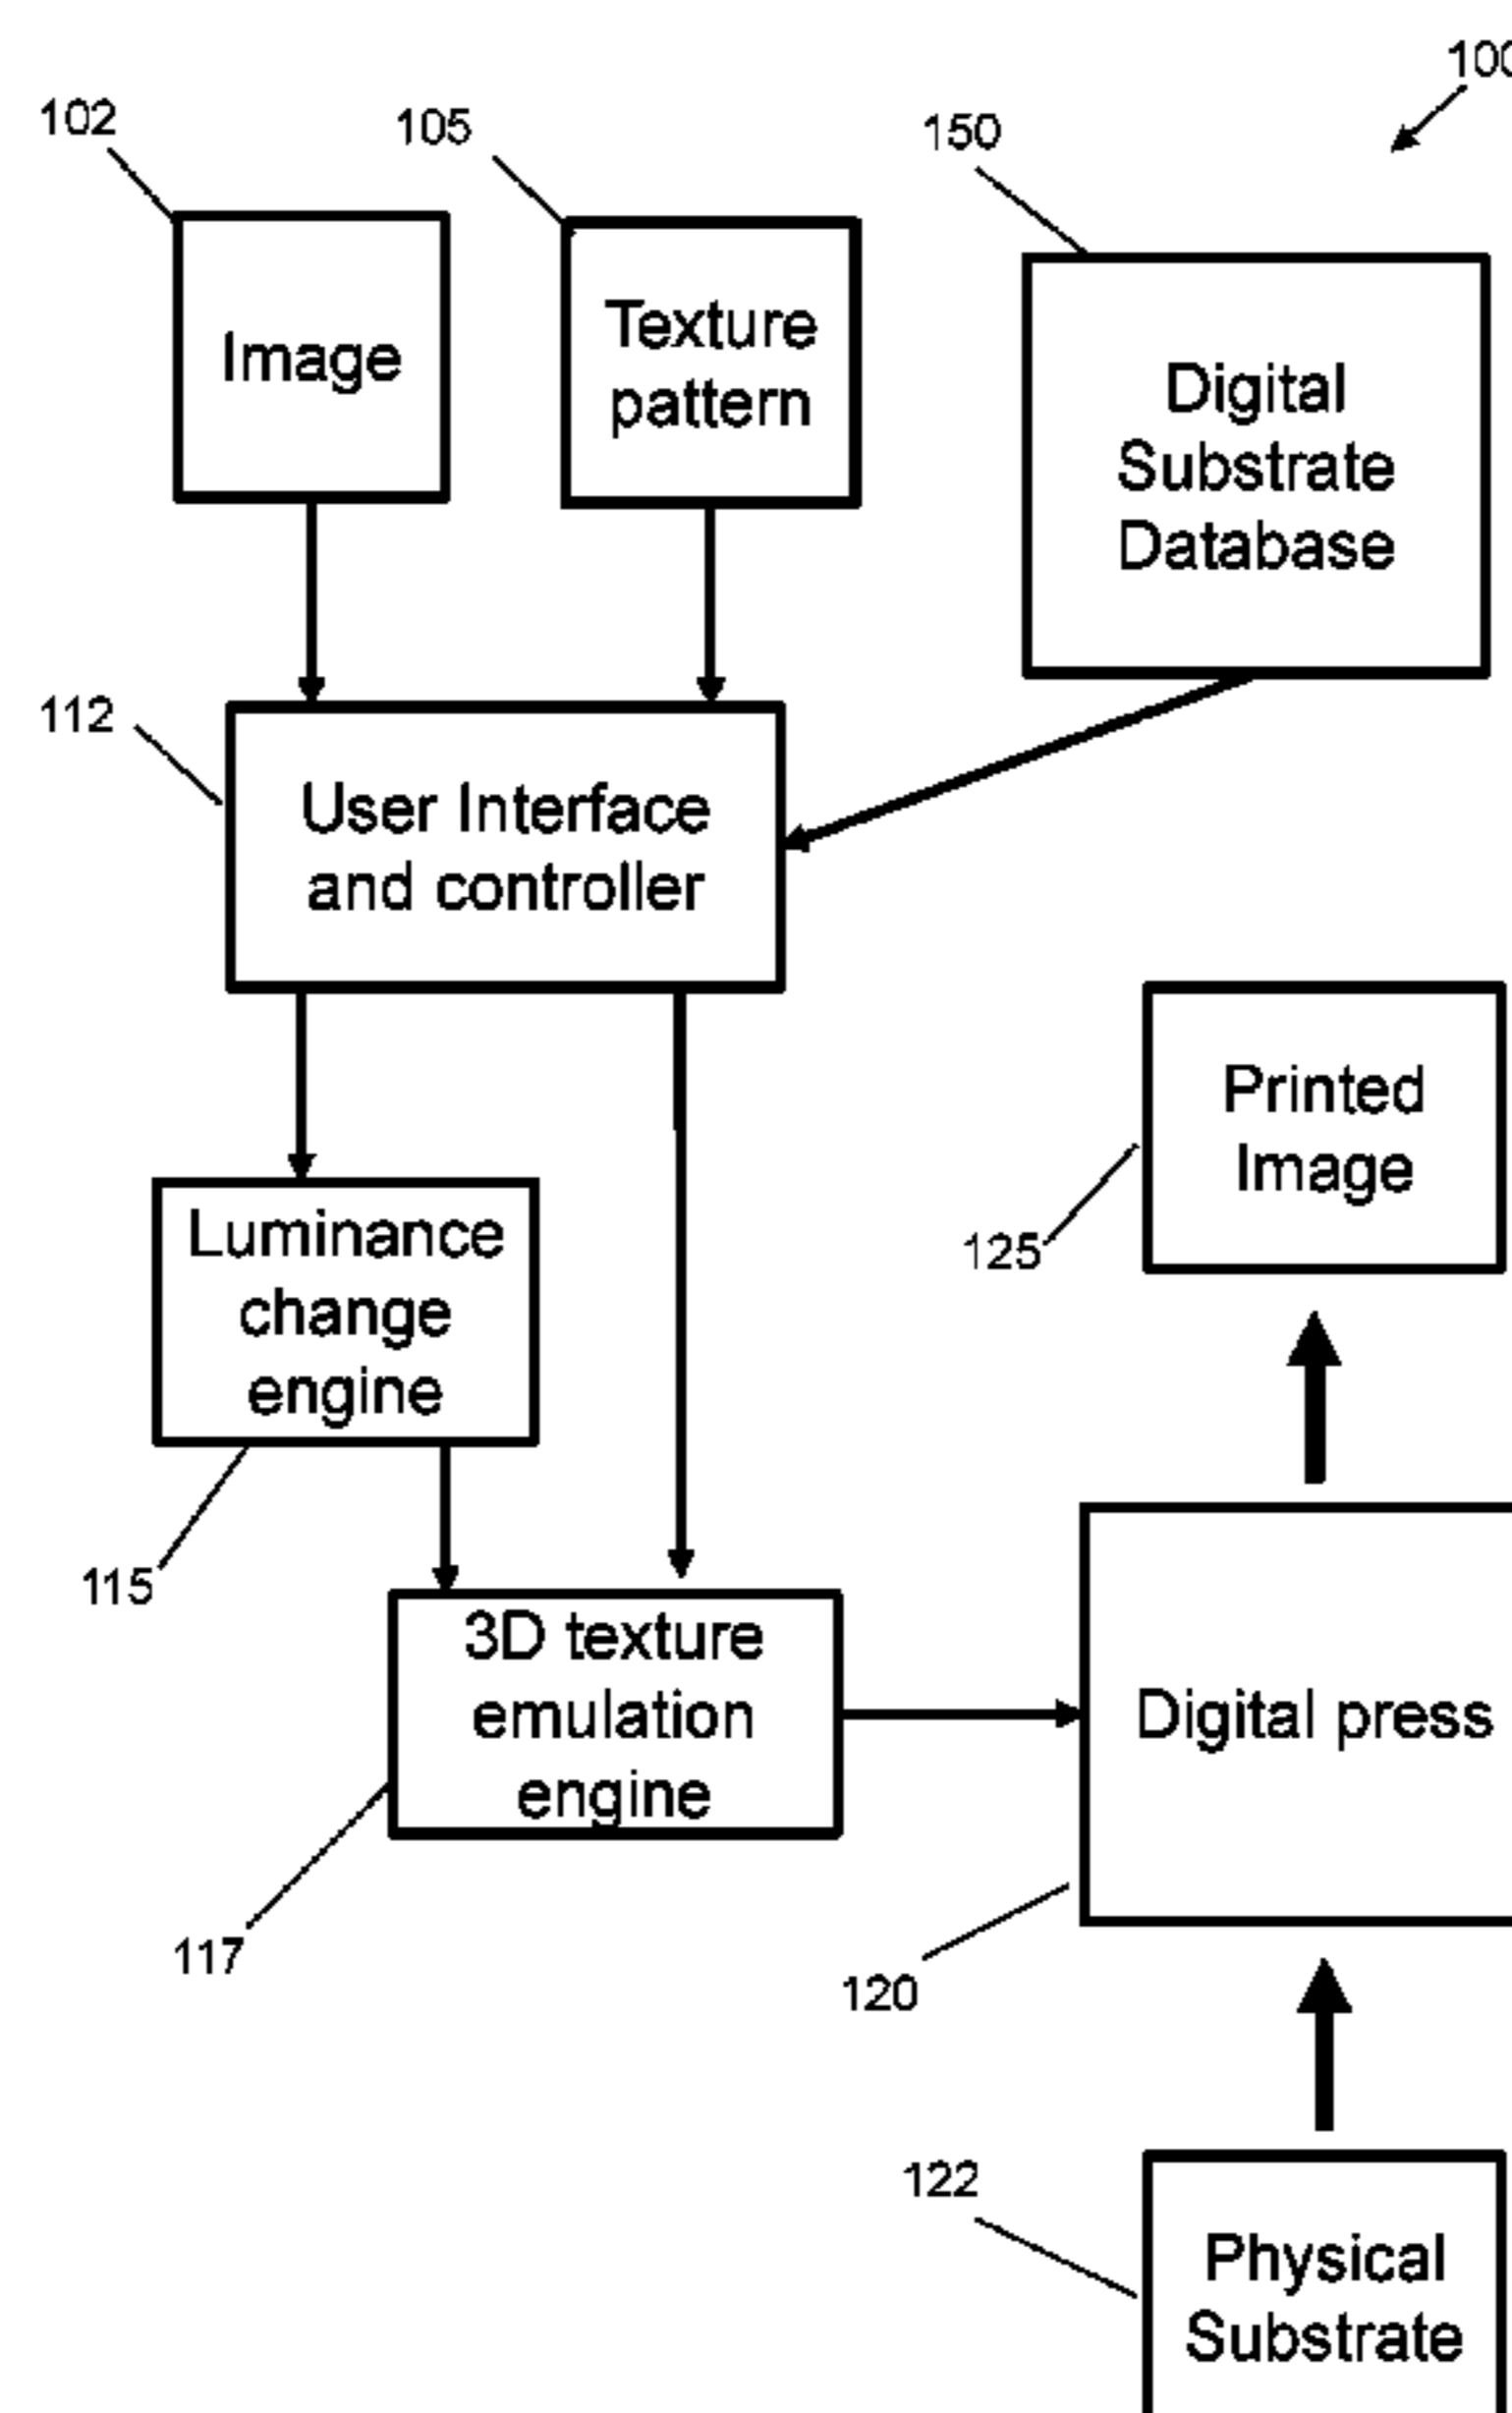 100
102
105
150
Image
Texture
pattern
Digital
Substrate
Database
112
User Interface
and controller
Printed
Image
125
Luminance
change
engine
115
3D texture
emulation
engine
Digital press
117
120
122
Physical
Substrate